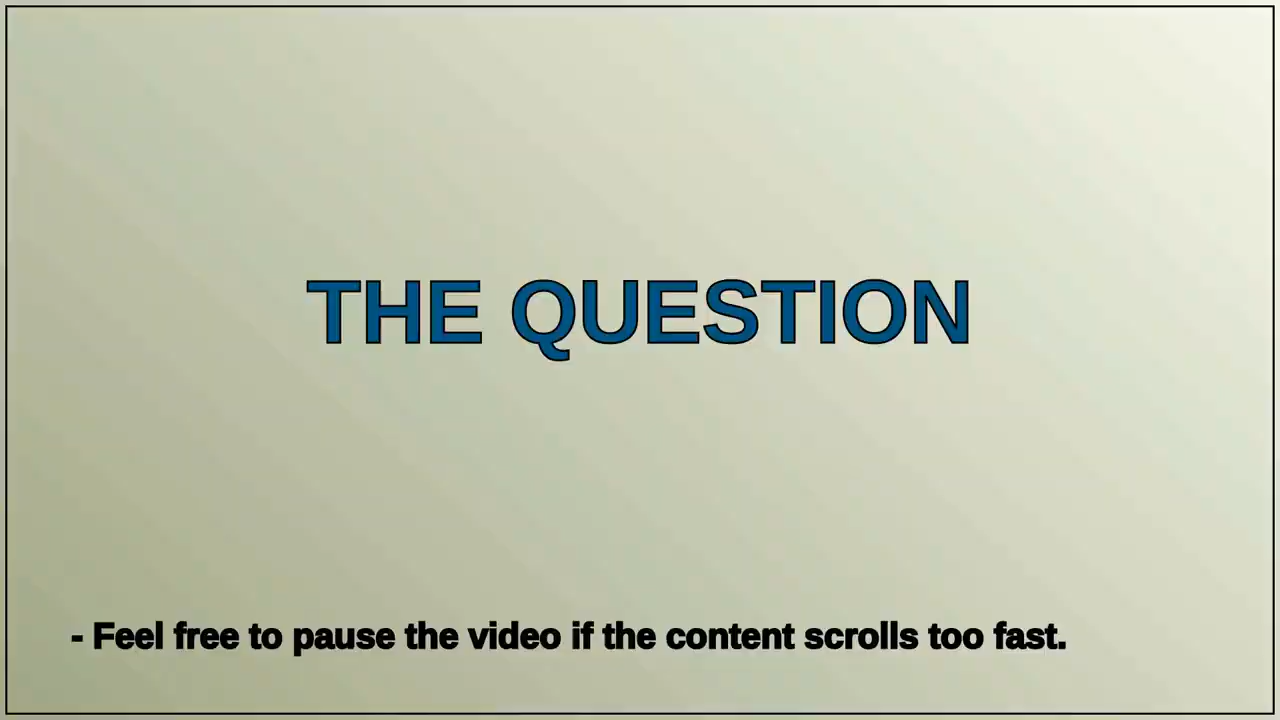 THE QUESTION
- Feel free to pause the video if the content scrolls too fast.